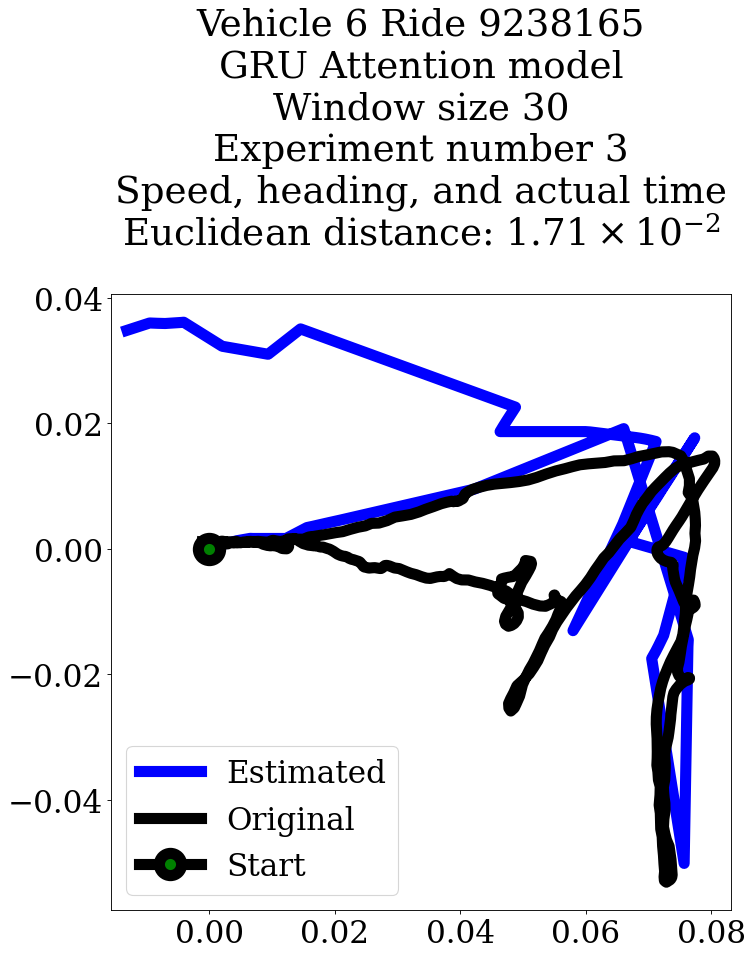 Vehicle 6 Ride 9238165
GRU Attention model
Window size 30
Experiment number 3
Speed, heading, and actual time
Euclidean distance: 1.71 × 10⁻²
0.04
0.02
0.00
−0.02
−0.04
Estimated
Original
Start
0.00 0.02 0.04 0.06 0.08